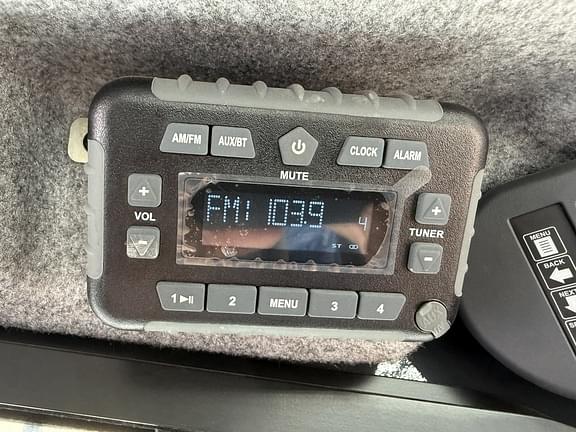 AM/FM AUX/BT CLOCK ALARM
MUTE
FM1 103.9 4
ST
VOL
TUNER
1 2 MENU 3 4
MENU
BACK
NEXT